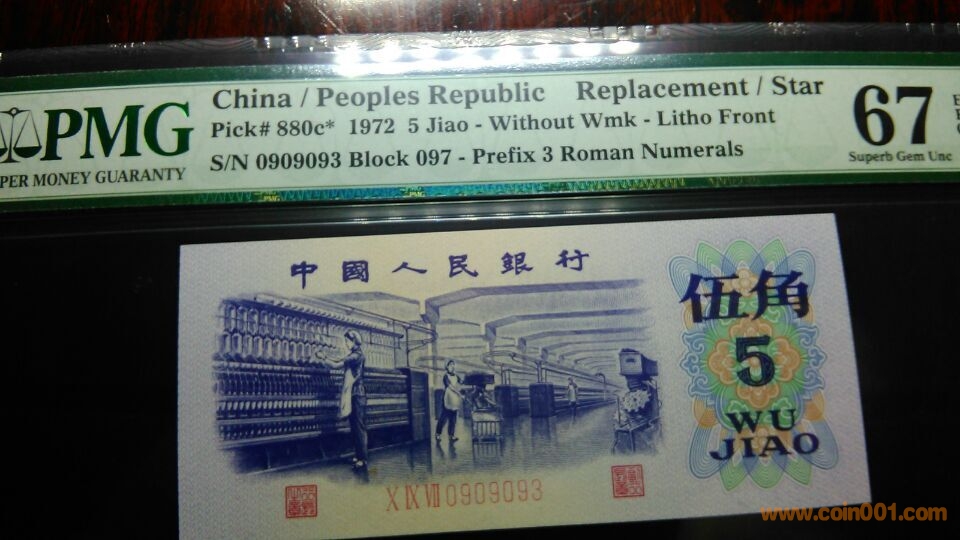 PMG
PER MONEY GUARANTY
China / Peoples Republic Replacement / Star
Pick# 880c* 1972 5 Jiao - Without Wmk - Litho Front
S/N 0909093 Block 097 - Prefix 3 Roman Numerals
67
Superb Gem Unc
E
P
Q
中國人民銀行
伍角
5
WU
JIAO
X IX VII 0909093
www.coin001.com